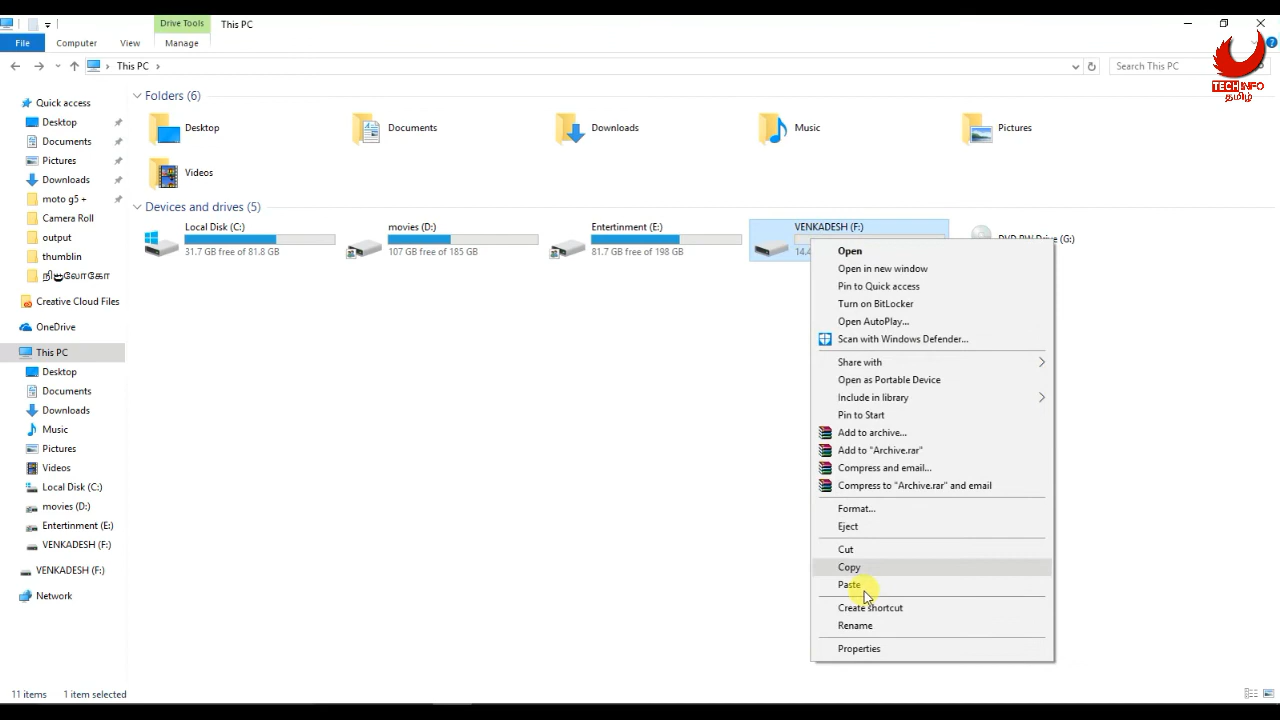 Drive Tools
This PC
File
Computer
View
Manage
This PC
Search This PC
TECH INFO
தமிழ்
Quick access
Desktop
Documents
Pictures
Downloads
moto g5 +
Camera Roll
output
thumblin
Creative Cloud Files
OneDrive
This PC
Desktop
Documents
Downloads
Music
Pictures
Videos
Local Disk (C:)
movies (D:)
Entertinment (E:)
VENKADESH (F:)
VENKADESH (F:)
Network
Folders (6)
Desktop
Documents
Downloads
Music
Pictures
Videos
Devices and drives (5)
Local Disk (C:)
31.7 GB free of 81.8 GB
movies (D:)
107 GB free of 185 GB
Entertinment (E:)
81.7 GB free of 198 GB
VENKADESH (F:)
14.4
DVD RW Drive (G:)
Open
Open in new window
Pin to Quick access
Turn on BitLocker
Open AutoPlay...
Scan with Windows Defender...
Share with
Open as Portable Device
Include in library
Pin to Start
Add to archive...
Add to "Archive.rar"
Compress and email...
Compress to "Archive.rar" and email
Format...
Eject
Cut
Copy
Paste
Create shortcut
Rename
Properties
11 items
1 item selected